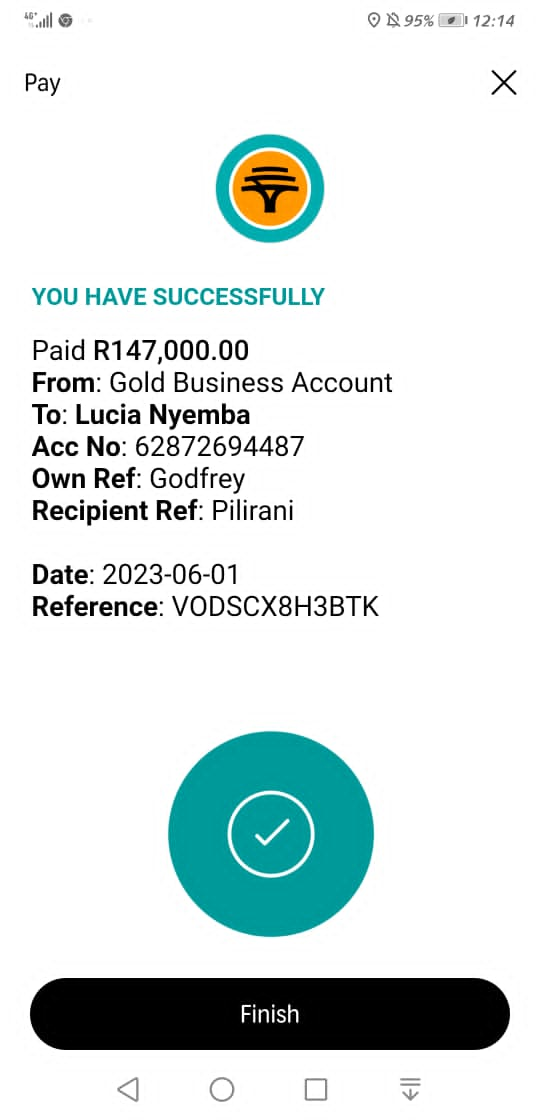 4G+ 95% 12:14
Pay
YOU HAVE SUCCESSFULLY
Paid R147,000.00
From: Gold Business Account
To: Lucia Nyemba
Acc No: 62872694487
Own Ref: Godfrey
Recipient Ref: Pilirani
Date: 2023-06-01
Reference: VODSCX8H3BTK
Finish